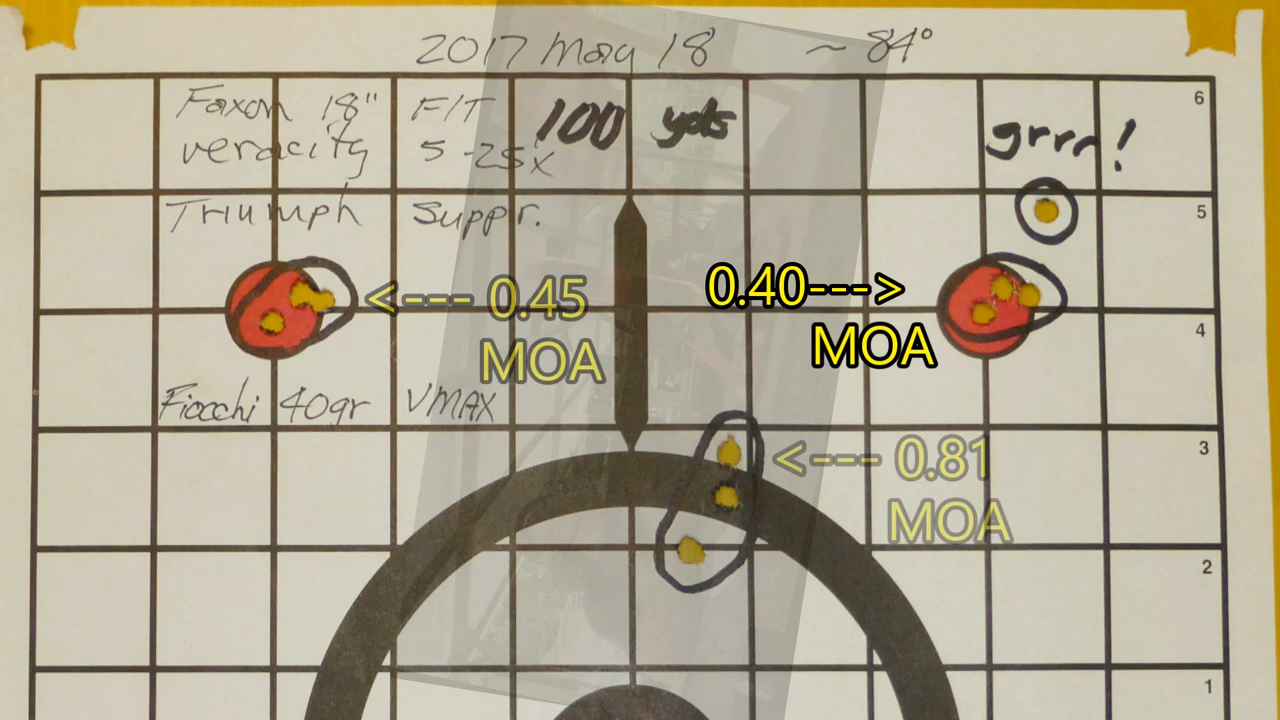 2017 May 18 ~ 84°
Faxon 18" F/T 100 yds
veracity 5-25x
grrr!
Triumph Suppr.
<--- 0.45
MOA
0.40--->
MOA
Fiocchi 40gr VMAX
<--- 0.81
MOA
6
5
4
3
2
1